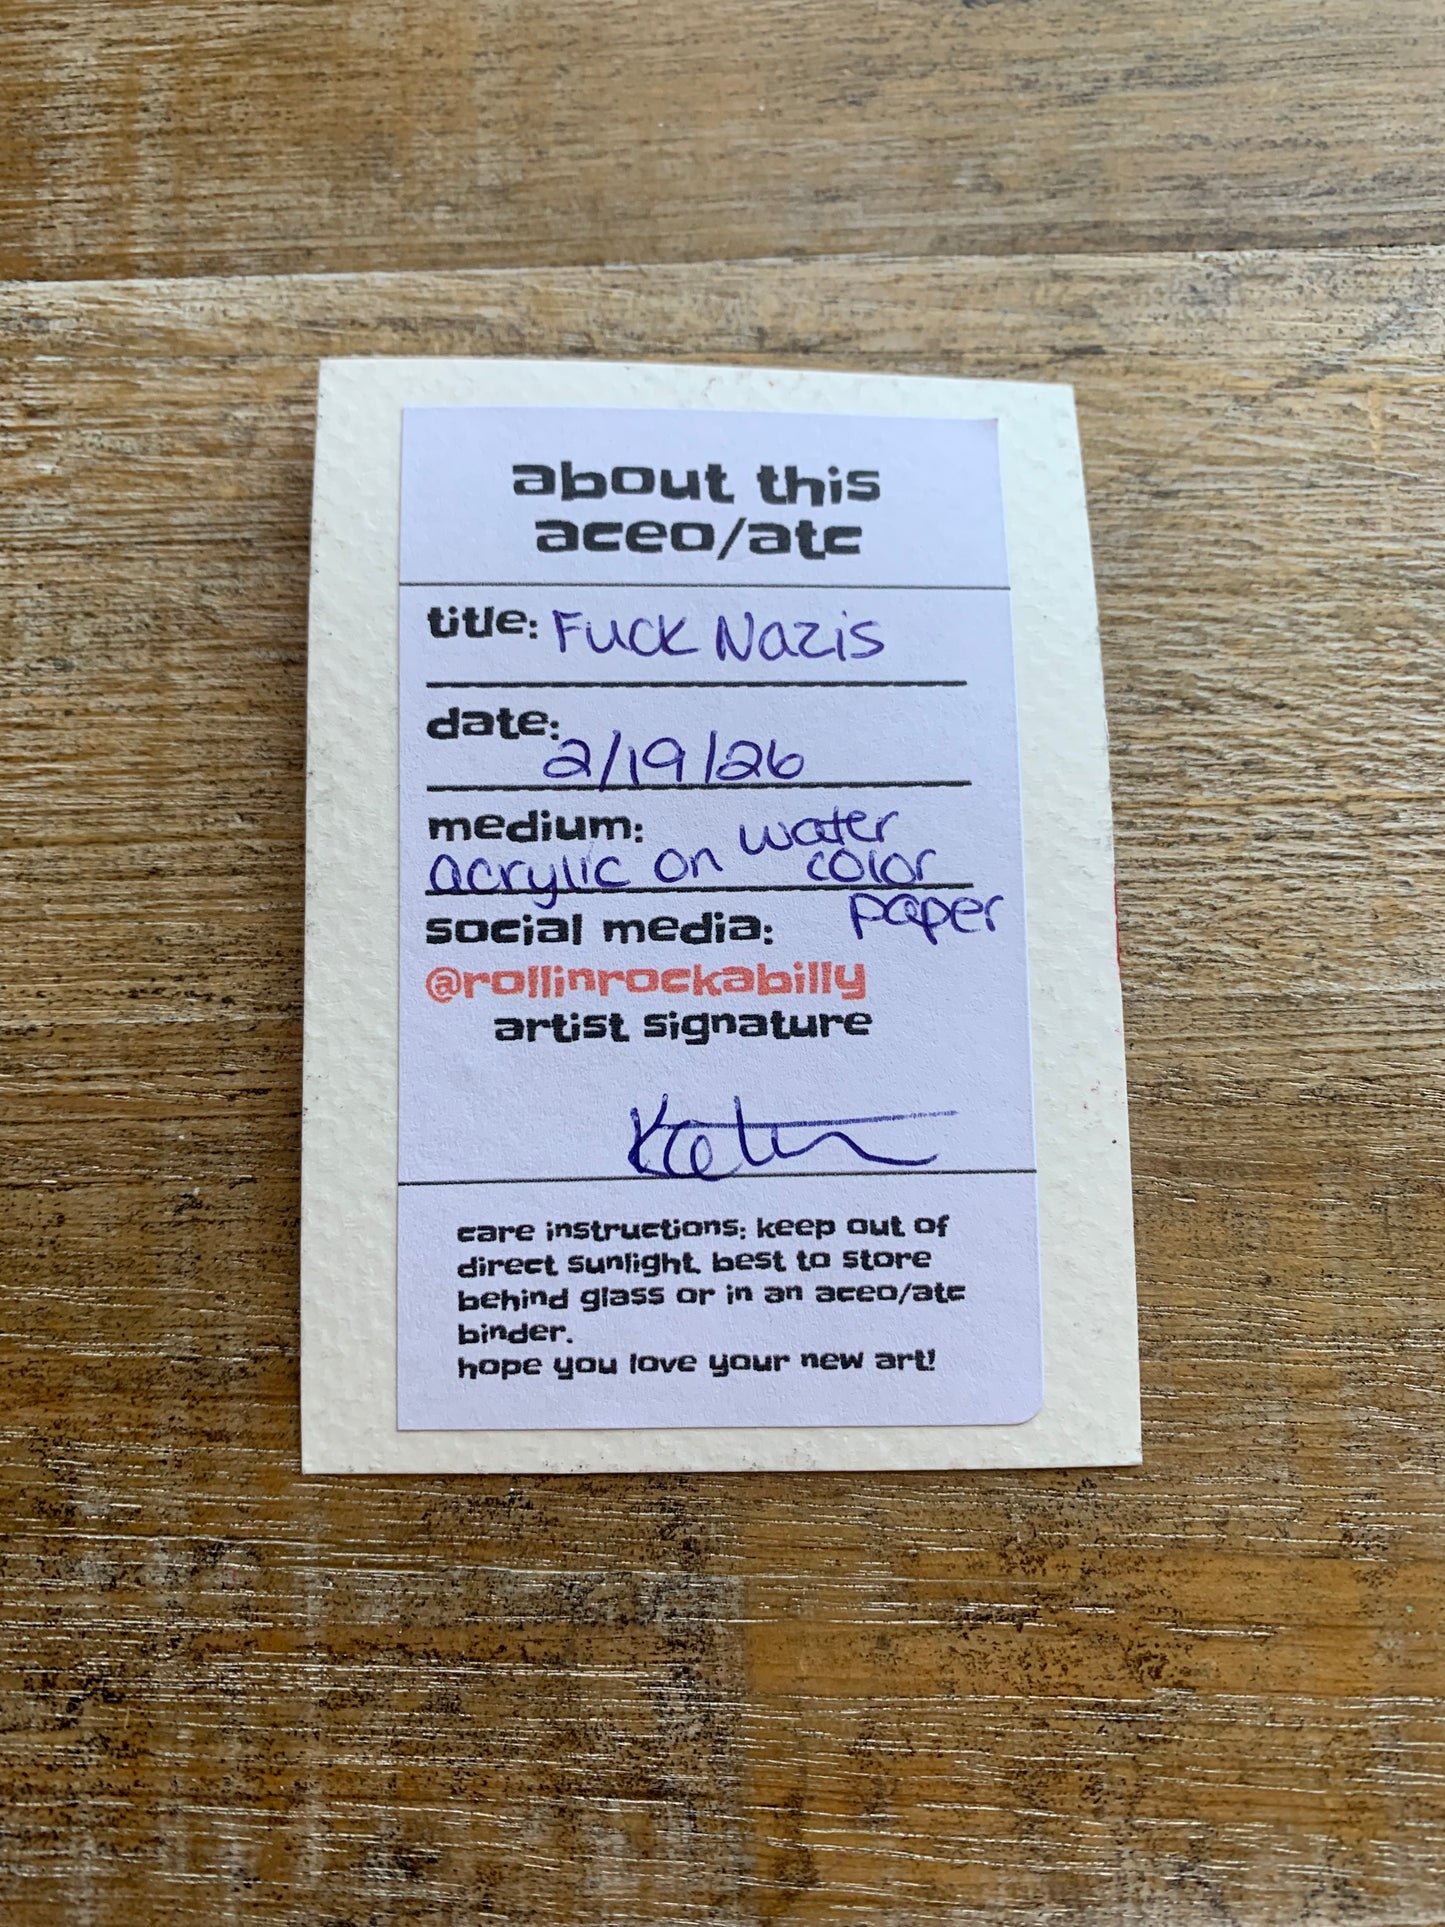 about this
aceo/atc
title: Fuck Nazis
date: 2/19/26
medium:
acrylic on water
color
paper
social media:
@rollinrockabilly
artist signature
care instructions: keep out of
direct sunlight. best to store
behind glass or in an aceo/atc
binder.
hope you love your new art!